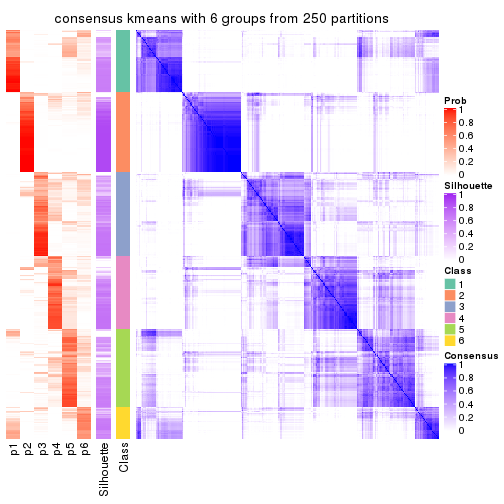 consensus kmeans with 6 groups from 250 partitions
Prob
1
0.8
0.6
0.4
0.2
0
Silhouette
1
0.8
0.6
0.4
0.2
0
Class
1
2
3
4
5
6
Consensus
1
0.8
0.6
0.4
0.2
0
p1
p2
p3
p4
p5
p6
Silhouette
Class